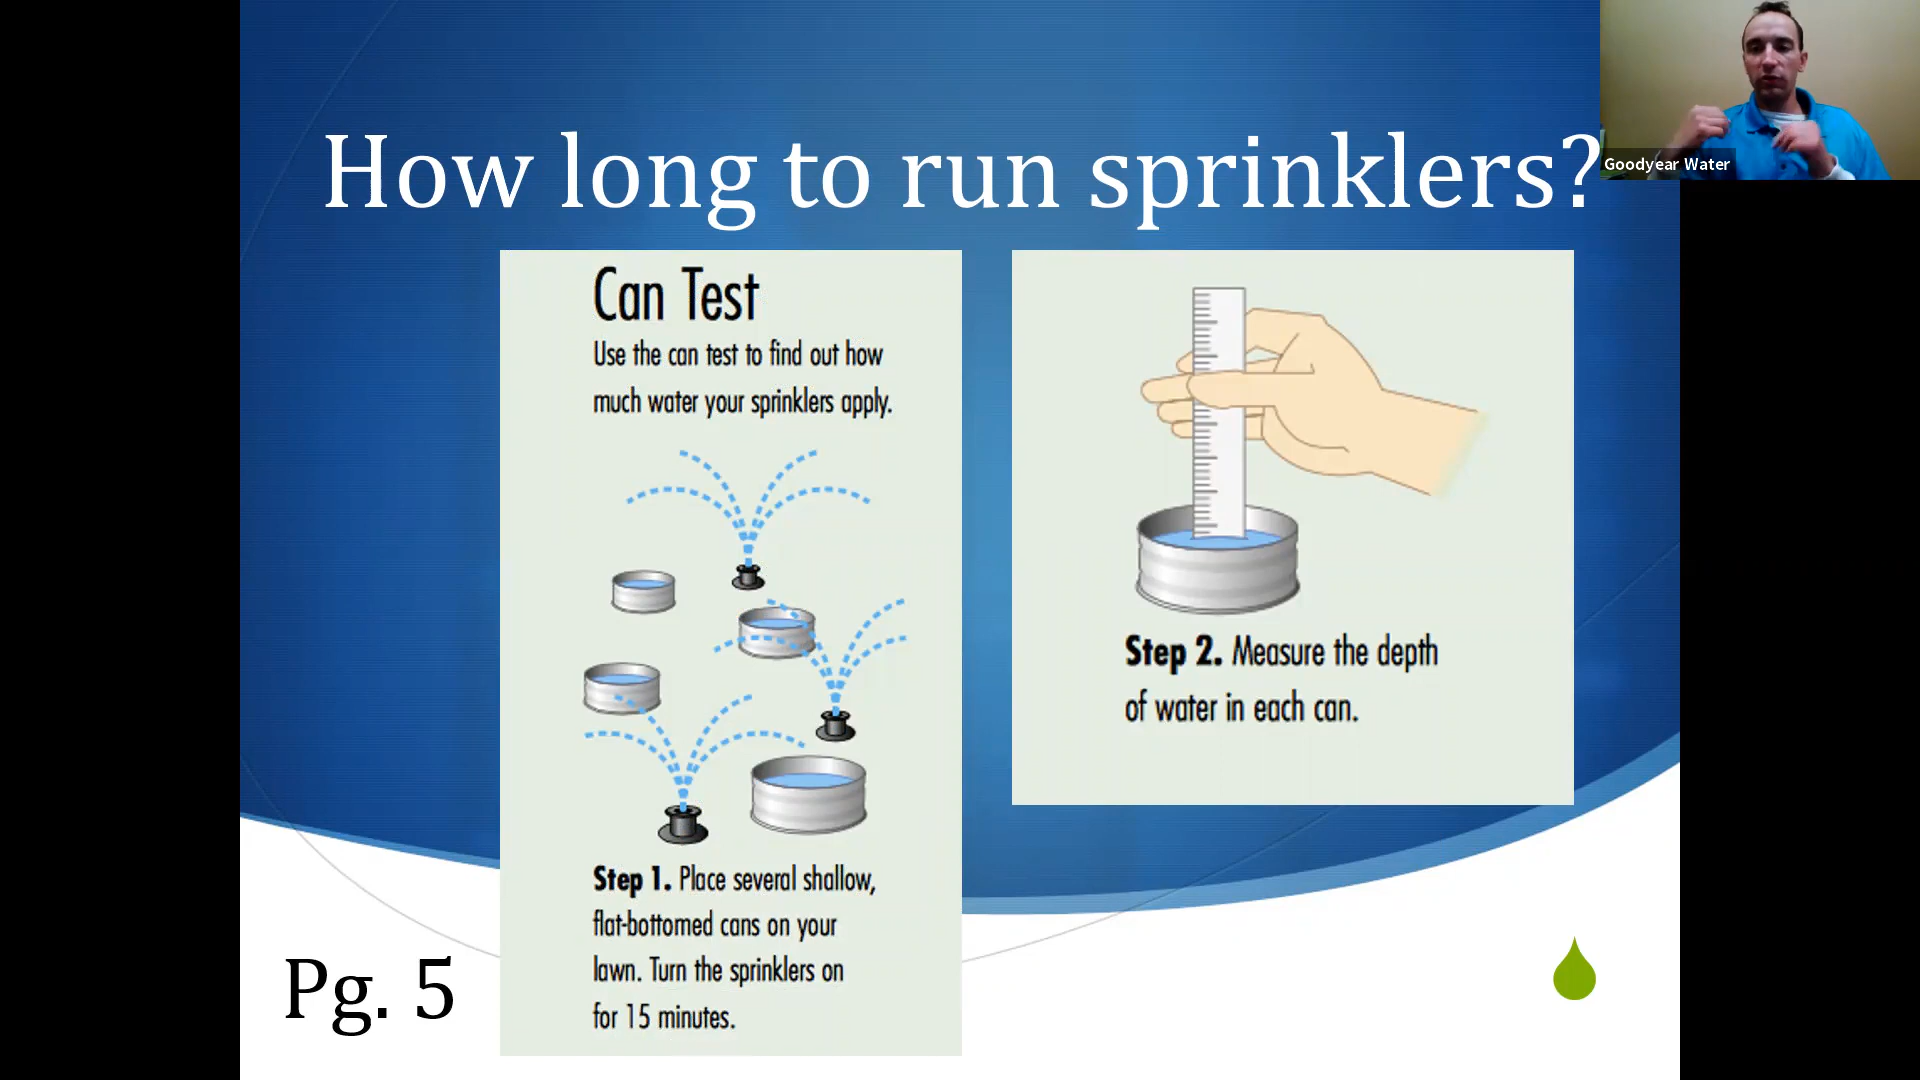 How long to run sprinklers?
Goodyear Water
Can Test
Use the can test to find out how
much water your sprinklers apply.
Step 1. Place several shallow,
flat-bottomed cans on your
lawn. Turn the sprinklers on
for 15 minutes.
Step 2. Measure the depth
of water in each can.
Pg. 5